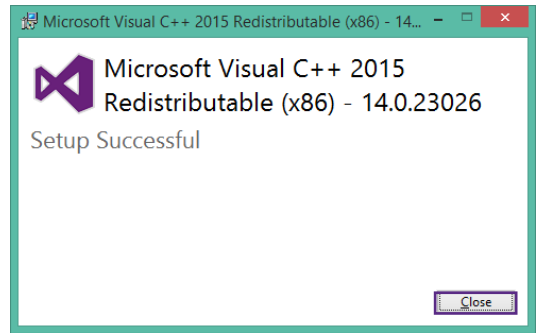 Microsoft Visual C++ 2015 Redistributable (x86) - 14...
Microsoft Visual C++ 2015
Redistributable (x86) - 14.0.23026
Setup Successful
Close